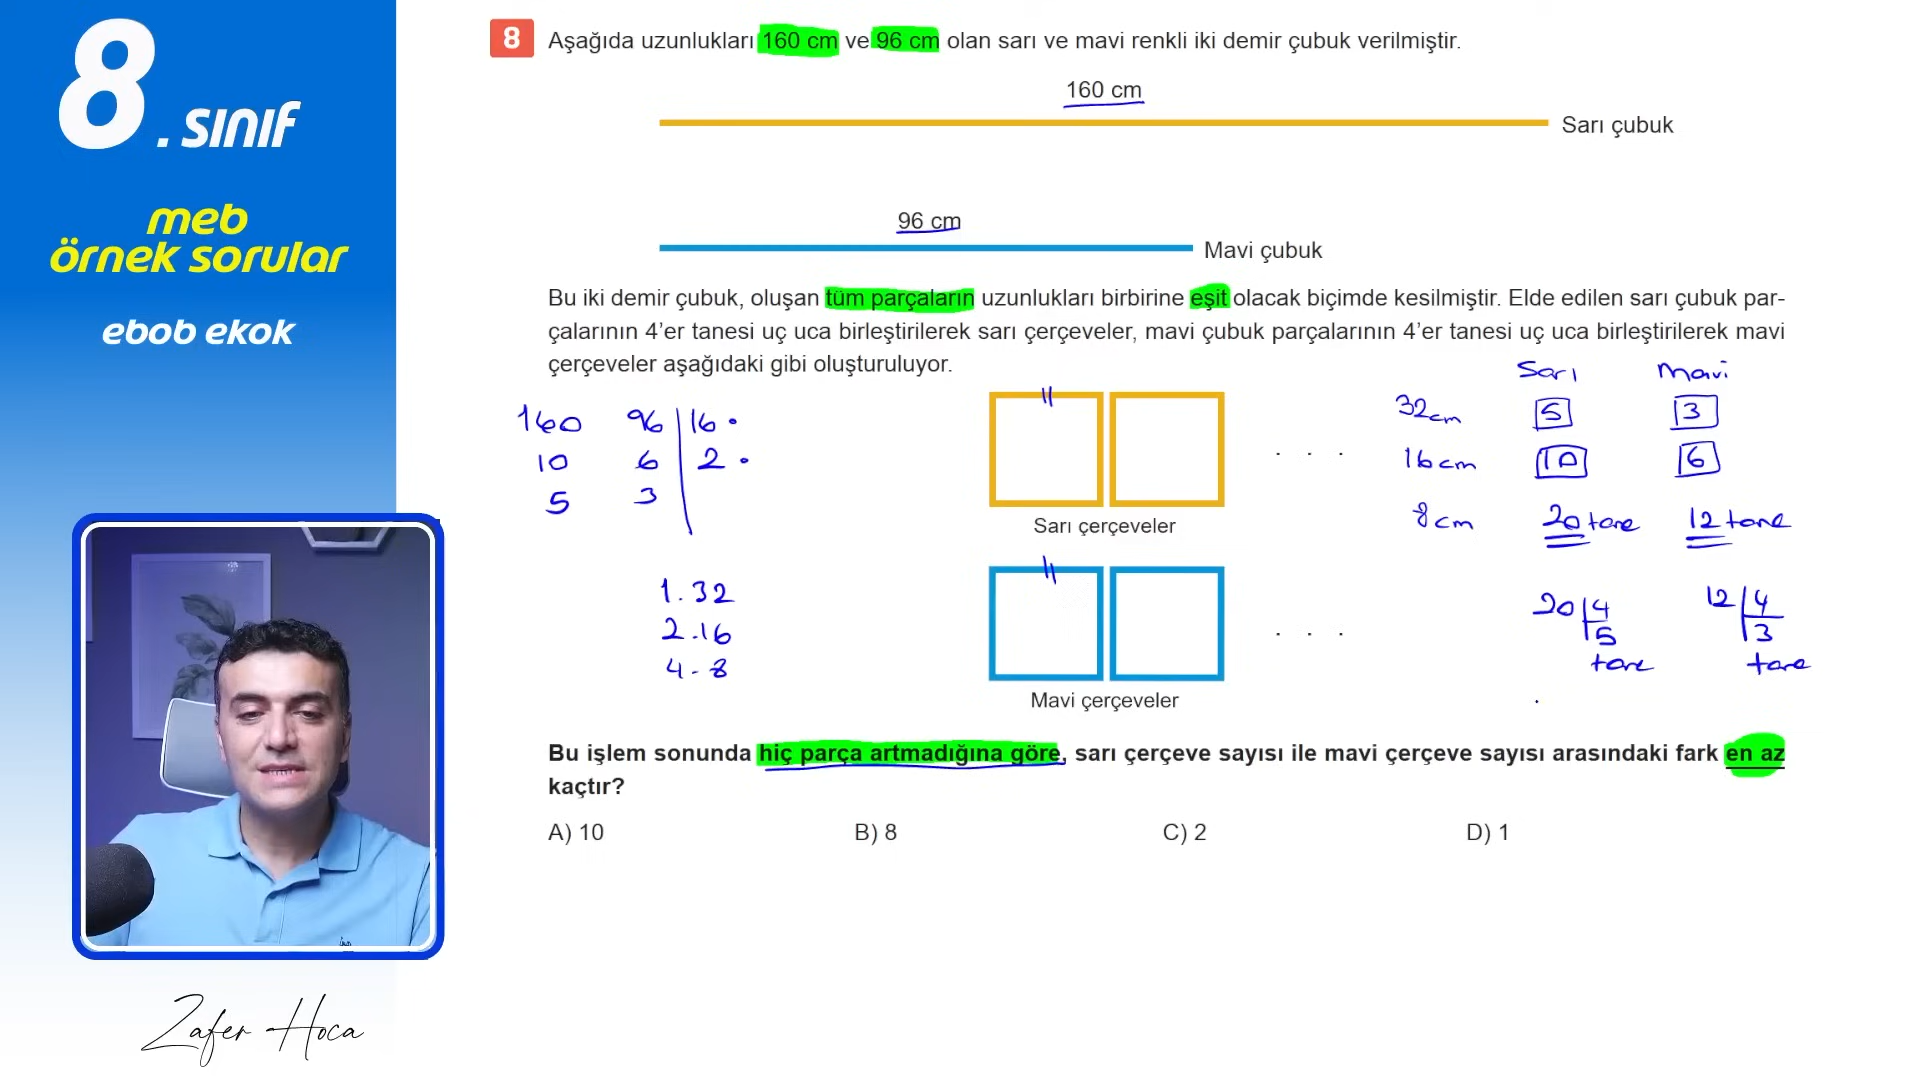 8. sınıf
meb
örnek sorular
ebob ekok
Zafer Hoca
8 Aşağıda uzunlukları 160 cm ve 96 cm olan sarı ve mavi renkli iki demir çubuk verilmiştir.
160 cm
Sarı çubuk
96 cm
Mavi çubuk
Bu iki demir çubuk, oluşan tüm parçaların uzunlukları birbirine eşit olacak biçimde kesilmiştir. Elde edilen sarı çubuk par-
çalarının 4’er tanesi uç uca birleştirilerek sarı çerçeveler, mavi çubuk parçalarının 4’er tanesi uç uca birleştirilerek mavi
çerçeveler aşağıdaki gibi oluşturuluyor.
160 96 16 .
10 6 2 .
5 3
1.32
2.16
4.8
. . .
Sarı çerçeveler
. . .
Mavi çerçeveler
Sarı Mavi
32cm 5 3
16cm 10 6
8cm 20 tane 12 tane
20 4 12 4
5 3
tane tane
Bu işlem sonunda hiç parça artmadığına göre, sarı çerçeve sayısı ile mavi çerçeve sayısı arasındaki fark en az
kaçtır?
A) 10 B) 8 C) 2 D) 1